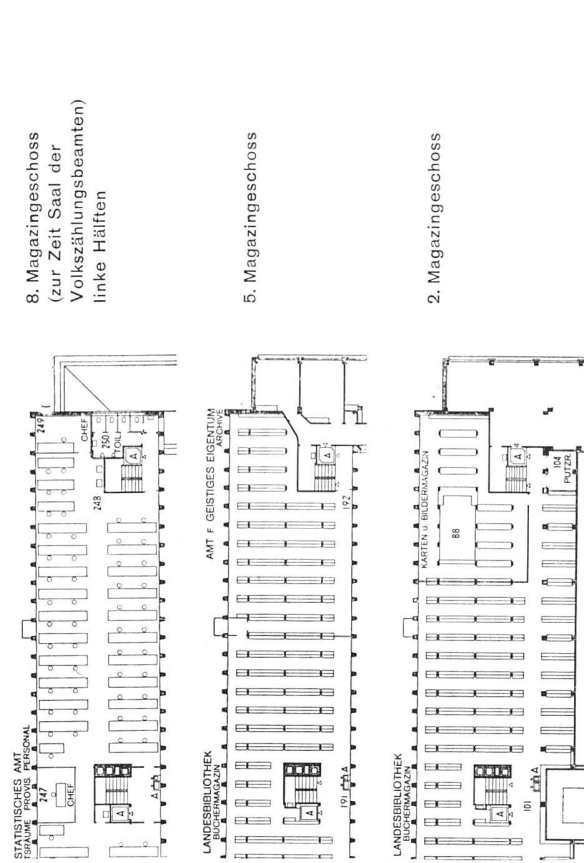 8. Magazingeschoss
(zur Zeit Saal der
Volkszählungsbeamten)
linke Hälften
STATISTISCHES AMT
PROVIS. PERSONAL
247
CHEF
A
A
248
249
CHEF
250
TOIL.
A
5. Magazingeschoss
LANDESBIBLIOTHEK
BÜCHERMAGAZIN
AMT F. GEISTIGES EIGENTUM
ARCHIVE
191
A
A
192
A
2. Magazingeschoss
LANDESBIBLIOTHEK
BÜCHERMAGAZIN
KARTEN u. BILDERMAGAZIN
88
101
A
A
A
104
PUTZR.